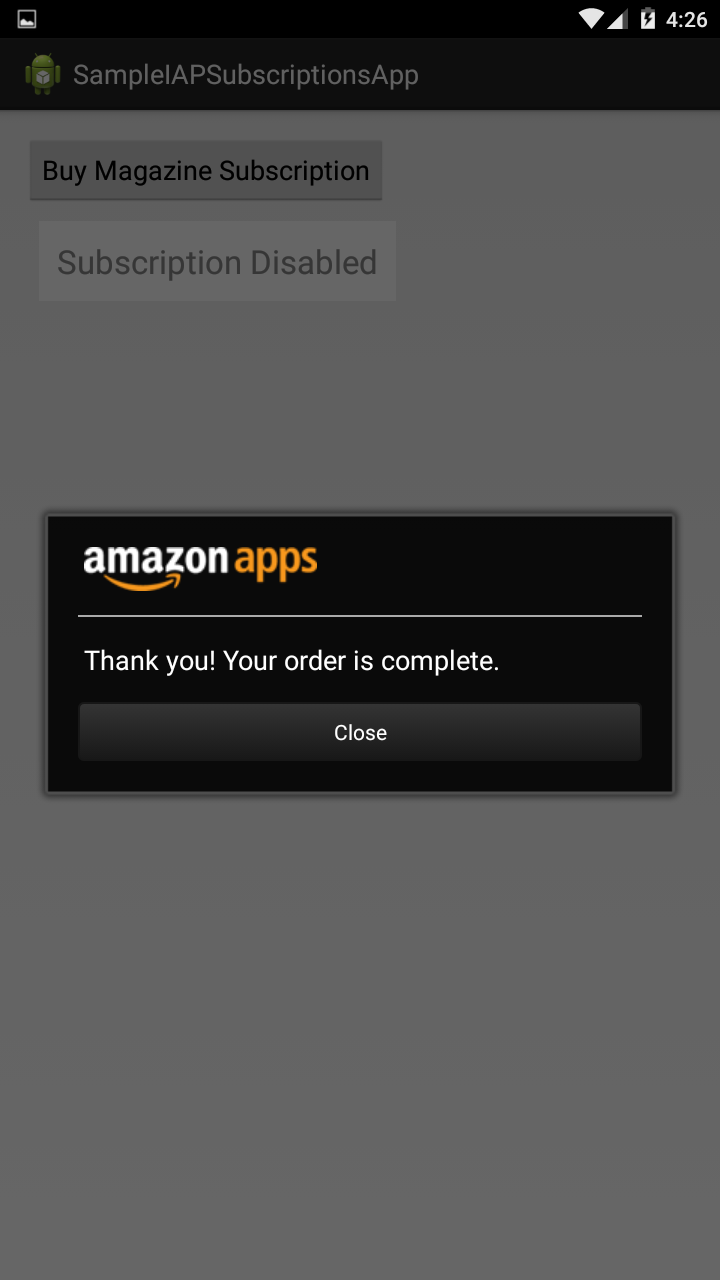 4:26
SampleIAPSubscriptionsApp
Buy Magazine Subscription
Subscription Disabled
amazon apps
Thank you! Your order is complete.
Close